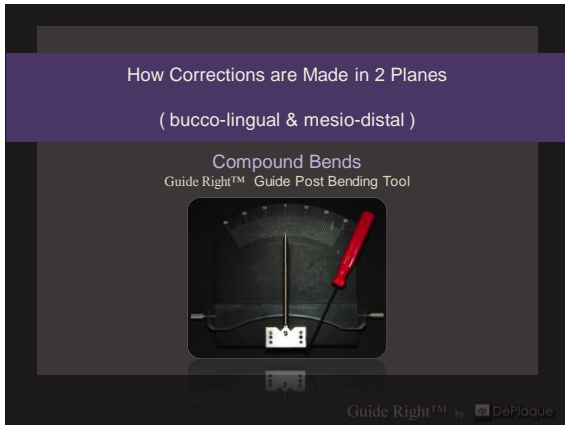 How Corrections are Made in 2 Planes
( bucco-lingual & mesio-distal )
Compound Bends
Guide Right™ Guide Post Bending Tool
Guide Right™ by DéPlaque